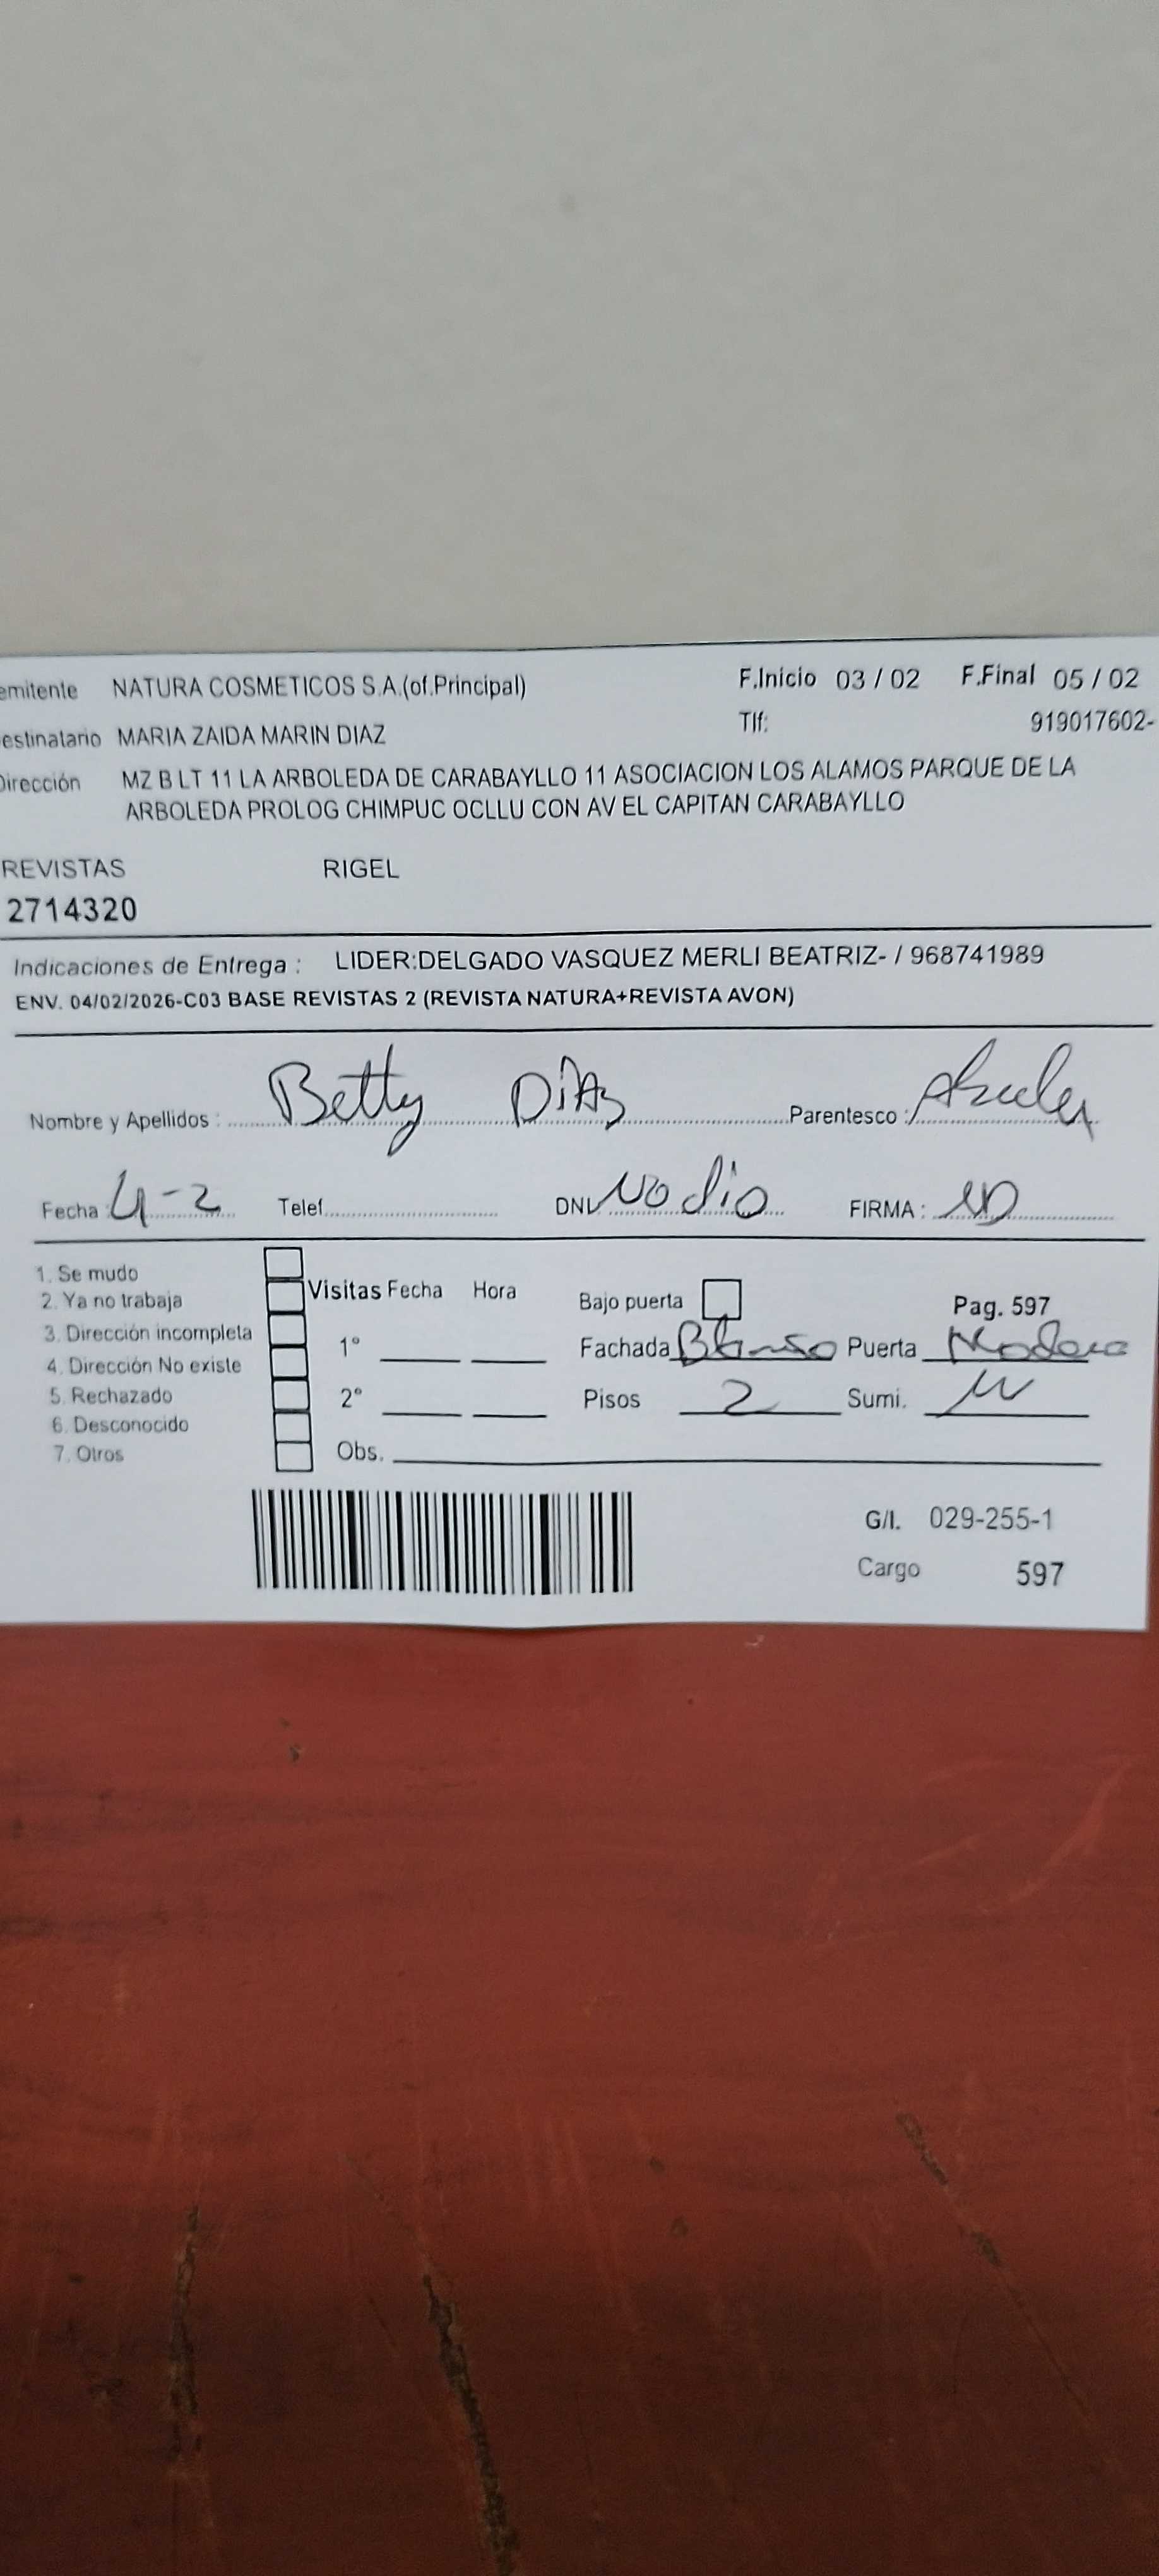 emitente NATURA COSMETICOS S.A.(of.Principal) F.Inicio 03 / 02 F.Final 05 / 02
estinatario MARIA ZAIDA MARIN DIAZ Tlf: 919017602-
Dirección MZ B LT 11 LA ARBOLEDA DE CARABAYLLO 11 ASOCIACION LOS ALAMOS PARQUE DE LA
ARBOLEDA PROLOG CHIMPUC OCLLU CON AV EL CAPITAN CARABAYLLO
REVISTAS RIGEL
2714320
Indicaciones de Entrega : LIDER:DELGADO VASQUEZ MERLI BEATRIZ- / 968741989
ENV. 04/02/2026-C03 BASE REVISTAS 2 (REVISTA NATURA+REVISTA AVON)
Nombre y Apellidos : Betty DiAz Parentesco :
Fecha : 4-2 Telef. DNI No dio FIRMA :
1. Se mudo
2. Ya no trabaja
3. Dirección incompleta
4. Dirección No existe
5. Rechazado
6. Desconocido
7. Otros
Visitas Fecha Hora
1°
2°
Obs.
Bajo puerta Pag. 597
Fachada Blanco Puerta Madera
Pisos 2 Sumi.
G/I. 029-255-1
Cargo 597